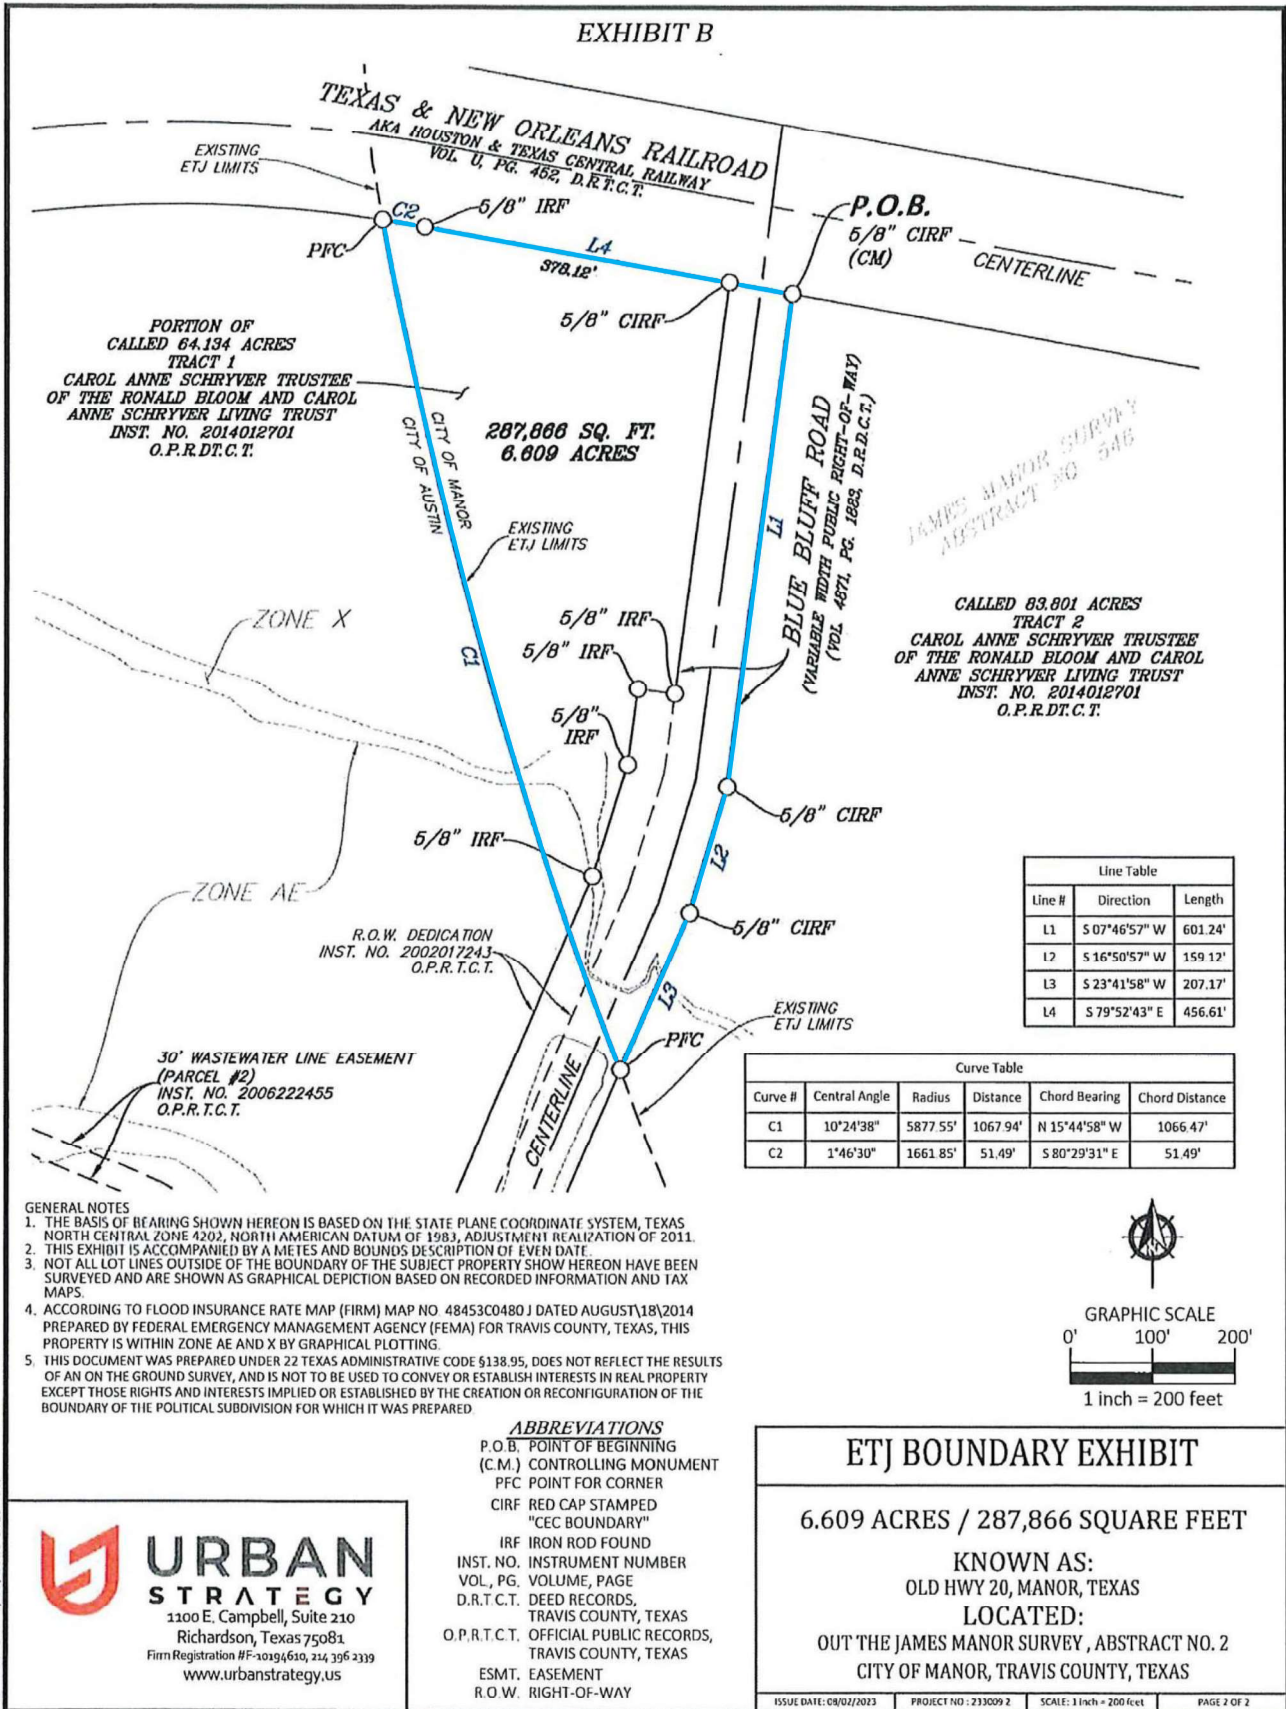 EXHIBIT B
TEXAS & NEW ORLEANS RAILROAD
AKA HOUSTON & TEXAS CENTRAL RAILWAY
VOL. U, PG. 462, D.R.T.C.T.
EXISTING
ETJ LIMITS
C2
5/8" IRF
PFC
L4
378.12'
P.O.B.
5/8" CIRF
(CM)
CENTERLINE
5/8" CIRF
PORTION OF
CALLED 64.134 ACRES
TRACT 1
CAROL ANNE SCHRYVER TRUSTEE
OF THE RONALD BLOOM AND CAROL
ANNE SCHRYVER LIVING TRUST
INST. NO. 2014012701
O.P.R.DT.C.T.
CITY OF MANOR
CITY OF AUSTIN
287,866 SQ. FT.
6.609 ACRES
EXISTING
ETJ LIMITS
BLUE BLUFF ROAD
(VARIABLE WIDTH PUBLIC RIGHT-OF-WAY)
(VOL. 4871, PG. 1883, D.R.D.C.T.)
L1
JAMES MANOR SURVEY
ABSTRACT NO 546
CALLED 83.801 ACRES
TRACT 2
CAROL ANNE SCHRYVER TRUSTEE
OF THE RONALD BLOOM AND CAROL
ANNE SCHRYVER LIVING TRUST
INST. NO. 2014012701
O.P.R.DT.C.T.
ZONE X
C1
5/8" IRF
5/8" IRF
5/8"
IRF
5/8" CIRF
5/8" IRF
L2
ZONE AE
5/8" CIRF
R.O.W. DEDICATION
INST. NO. 2002017243
O.P.R.T.C.T.
L3
EXISTING
ETJ LIMITS
PFC
30' WASTEWATER LINE EASEMENT
(PARCEL #2)
INST. NO. 2006222455
O.P.R.T.C.T.
CENTERLINE
Line Table
Line # Direction Length
L1 S 07°46'57" W 601.24'
L2 S 16°50'57" W 159.12'
L3 S 23°41'58" W 207.17'
L4 S 79°52'43" E 456.61'
Curve Table
Curve # Central Angle Radius Distance Chord Bearing Chord Distance
C1 10°24'38" 5877.55' 1067.94' N 15°44'58" W 1066.47'
C2 1°46'30" 1661.85' 51.49' S 80°29'31" E 51.49'
GENERAL NOTES
1. THE BASIS OF BEARING SHOWN HEREON IS BASED ON THE STATE PLANE COORDINATE SYSTEM, TEXAS
NORTH CENTRAL ZONE 4202, NORTH AMERICAN DATUM OF 1983, ADJUSTMENT REALIZATION OF 2011.
2. THIS EXHIBIT IS ACCOMPANIED BY A METES AND BOUNDS DESCRIPTION OF EVEN DATE.
3. NOT ALL LOT LINES OUTSIDE OF THE BOUNDARY OF THE SUBJECT PROPERTY SHOW HEREON HAVE BEEN
SURVEYED AND ARE SHOWN AS GRAPHICAL DEPICTION BASED ON RECORDED INFORMATION AND TAX
MAPS.
4. ACCORDING TO FLOOD INSURANCE RATE MAP (FIRM) MAP NO. 48453C0480 J DATED AUGUST\18\2014
PREPARED BY FEDERAL EMERGENCY MANAGEMENT AGENCY (FEMA) FOR TRAVIS COUNTY, TEXAS, THIS
PROPERTY IS WITHIN ZONE AE AND X BY GRAPHICAL PLOTTING.
5. THIS DOCUMENT WAS PREPARED UNDER 22 TEXAS ADMINISTRATIVE CODE §138.95, DOES NOT REFLECT THE RESULTS
OF AN ON THE GROUND SURVEY, AND IS NOT TO BE USED TO CONVEY OR ESTABLISH INTERESTS IN REAL PROPERTY
EXCEPT THOSE RIGHTS AND INTERESTS IMPLIED OR ESTABLISHED BY THE CREATION OR RECONFIGURATION OF THE
BOUNDARY OF THE POLITICAL SUBDIVISION FOR WHICH IT WAS PREPARED.
GRAPHIC SCALE
0' 100' 200'
1 inch = 200 feet
ABBREVIATIONS
P.O.B. POINT OF BEGINNING
(C.M.) CONTROLLING MONUMENT
PFC POINT FOR CORNER
CIRF RED CAP STAMPED
"CEC BOUNDARY"
IRF IRON ROD FOUND
INST. NO. INSTRUMENT NUMBER
VOL., PG. VOLUME, PAGE
D.R.T.C.T. DEED RECORDS,
TRAVIS COUNTY, TEXAS
O.P.R.T.C.T. OFFICIAL PUBLIC RECORDS,
TRAVIS COUNTY, TEXAS
ESMT. EASEMENT
R.O.W. RIGHT-OF-WAY
URBAN
STRATEGY
1100 E. Campbell, Suite 210
Richardson, Texas 75081
Firm Registration #F-10194610, 214 396 2339
www.urbanstrategy.us
ETJ BOUNDARY EXHIBIT
6.609 ACRES / 287,866 SQUARE FEET
KNOWN AS:
OLD HWY 20, MANOR, TEXAS
LOCATED:
OUT THE JAMES MANOR SURVEY , ABSTRACT NO. 2
CITY OF MANOR, TRAVIS COUNTY, TEXAS
ISSUE DATE: 08/02/2023 PROJECT NO : 233009 2 SCALE: 1 Inch = 200 feet PAGE 2 OF 2